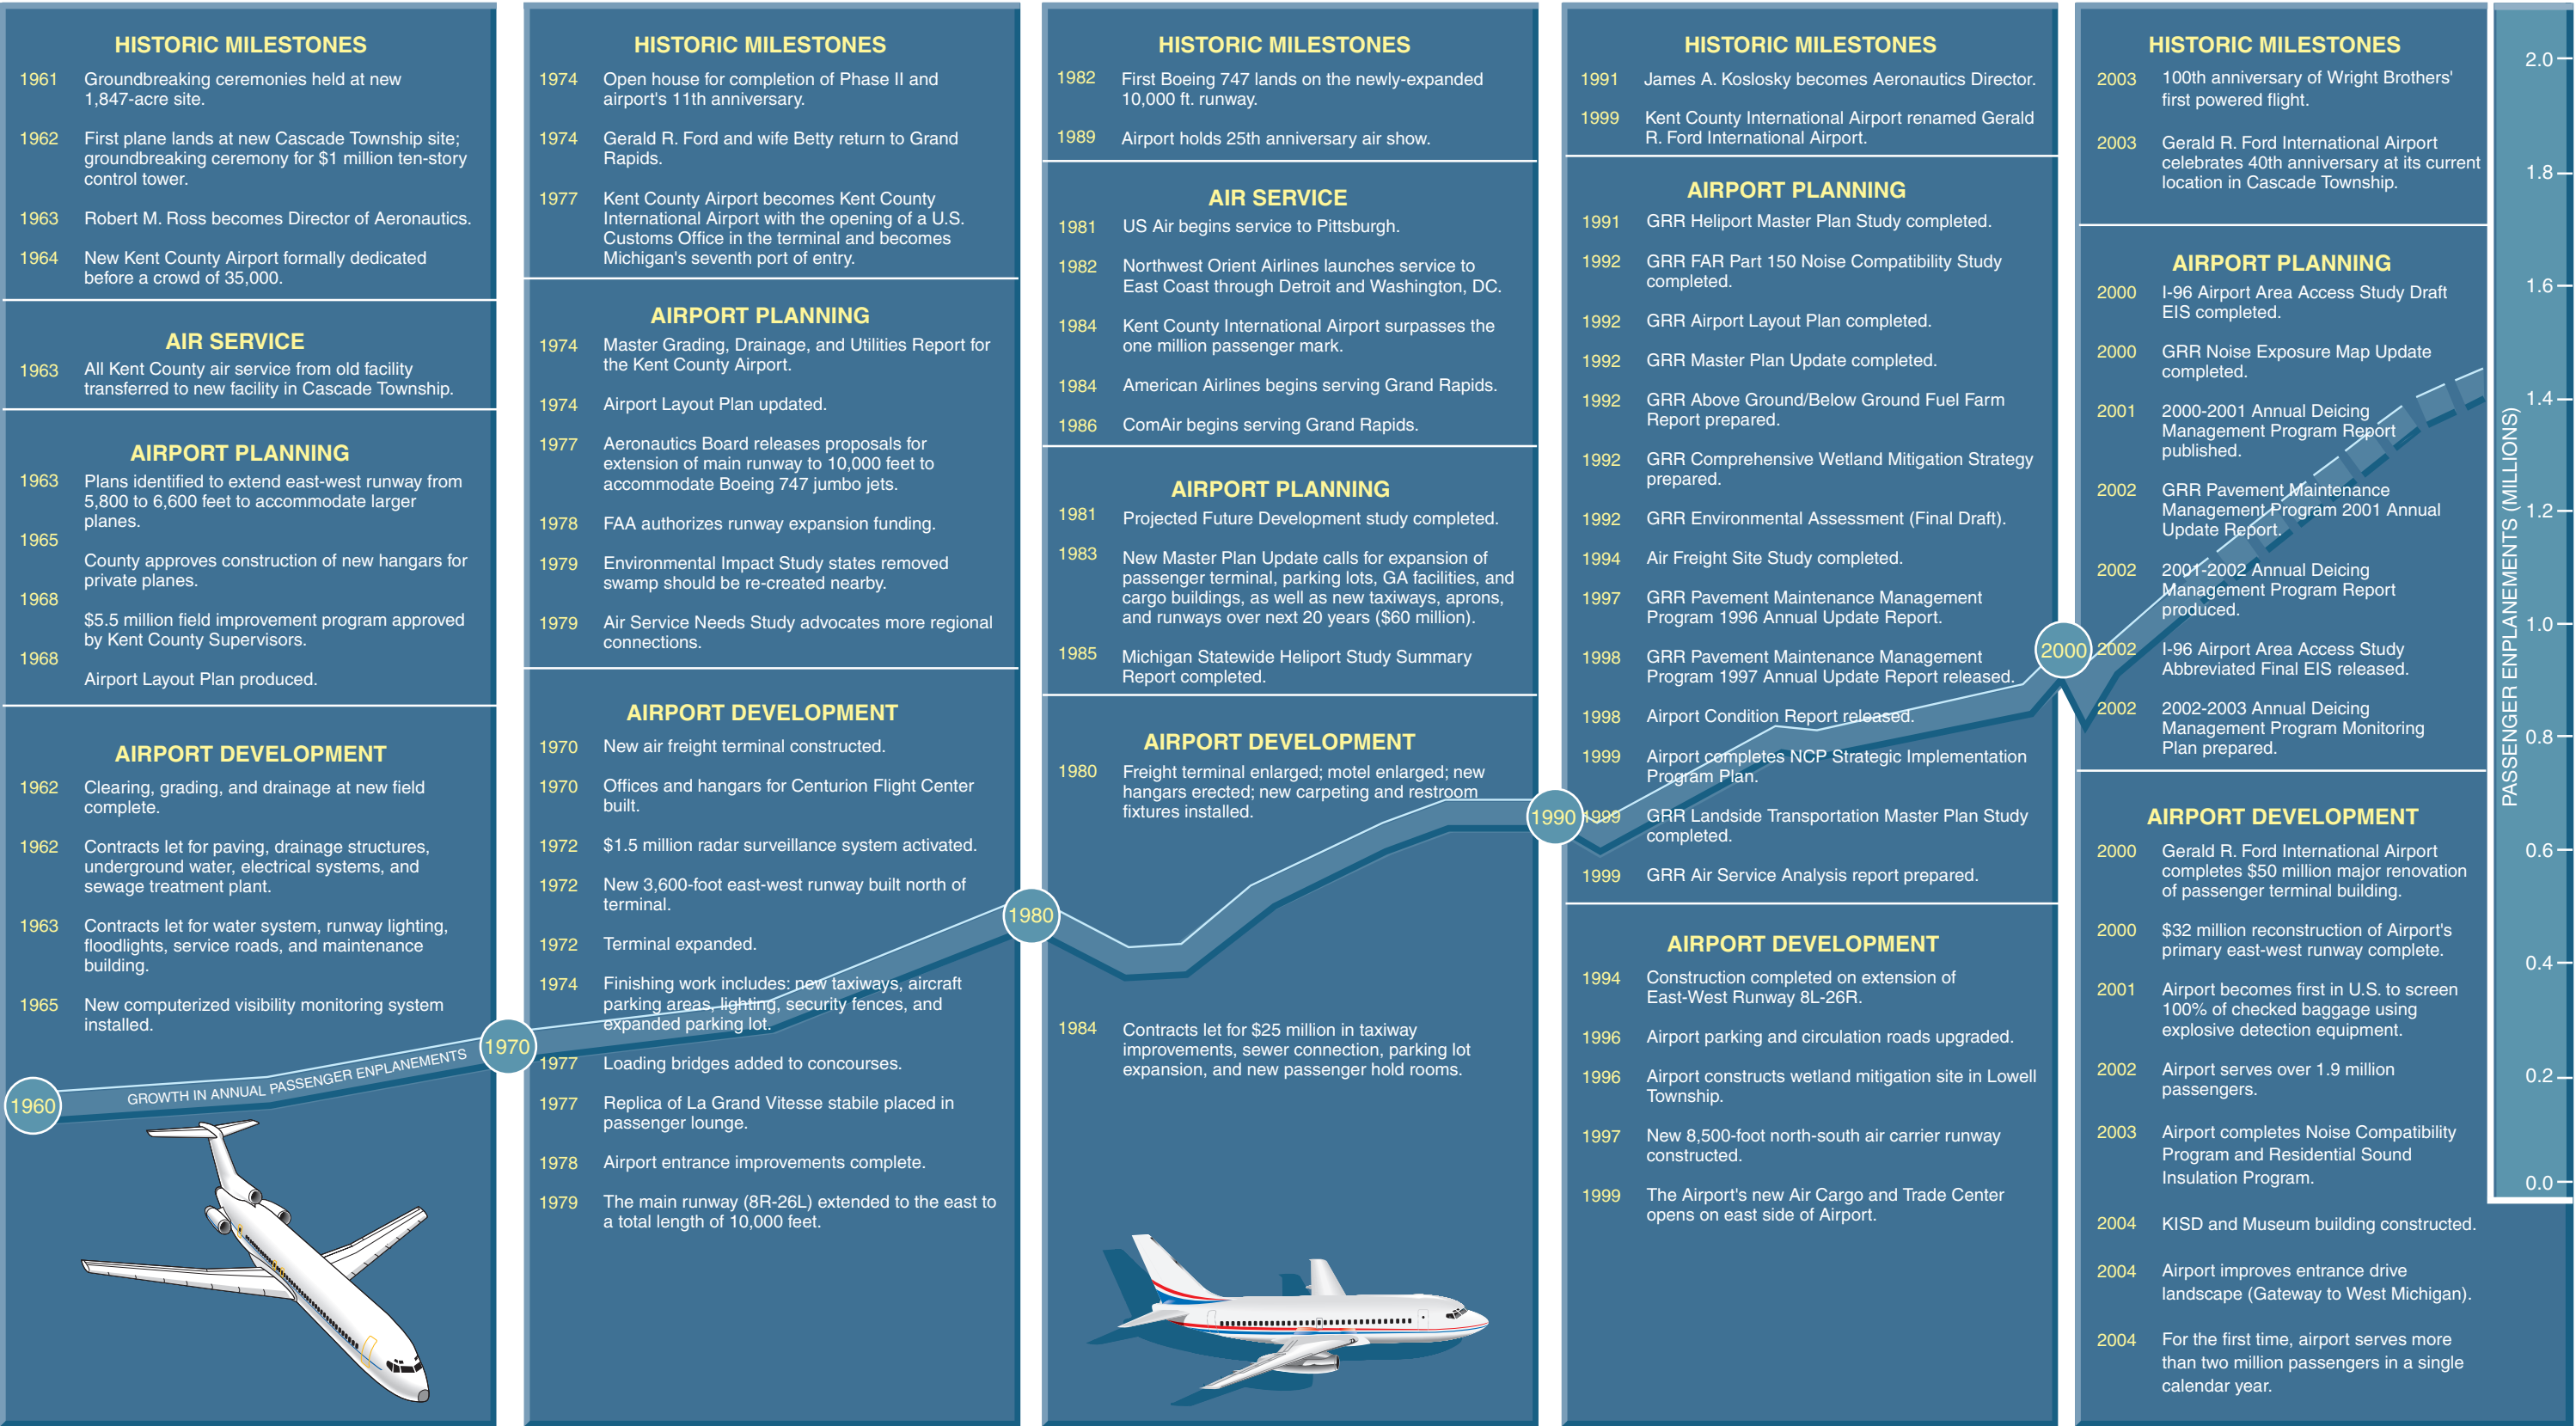 HISTORIC MILESTONES
1961 Groundbreaking ceremonies held at new
1,847-acre site.
1962 First plane lands at new Cascade Township site;
groundbreaking ceremony for $1 million ten-story
control tower.
1963 Robert M. Ross becomes Director of Aeronautics.
1964 New Kent County Airport formally dedicated
before a crowd of 35,000.
AIR SERVICE
1963 All Kent County air service from old facility
transferred to new facility in Cascade Township.
AIRPORT PLANNING
1963 Plans identified to extend east-west runway from
5,800 to 6,600 feet to accommodate larger
planes.
1965
County approves construction of new hangars for
private planes.
1968
$5.5 million field improvement program approved
by Kent County Supervisors.
1968
Airport Layout Plan produced.
AIRPORT DEVELOPMENT
1962 Clearing, grading, and drainage at new field
complete.
1962 Contracts let for paving, drainage structures,
underground water, electrical systems, and
sewage treatment plant.
1963 Contracts let for water system, runway lighting,
floodlights, service roads, and maintenance
building.
1965 New computerized visibility monitoring system
installed.
1960
GROWTH IN ANNUAL PASSENGER ENPLANEMENTS
1970
HISTORIC MILESTONES
1974 Open house for completion of Phase II and
airport's 11th anniversary.
1974 Gerald R. Ford and wife Betty return to Grand
Rapids.
1977 Kent County Airport becomes Kent County
International Airport with the opening of a U.S.
Customs Office in the terminal and becomes
Michigan's seventh port of entry.
AIRPORT PLANNING
1974 Master Grading, Drainage, and Utilities Report for
the Kent County Airport.
1974 Airport Layout Plan updated.
1977 Aeronautics Board releases proposals for
extension of main runway to 10,000 feet to
accommodate Boeing 747 jumbo jets.
1978 FAA authorizes runway expansion funding.
1979 Environmental Impact Study states removed
swamp should be re-created nearby.
1979 Air Service Needs Study advocates more regional
connections.
AIRPORT DEVELOPMENT
1970 New air freight terminal constructed.
1970 Offices and hangars for Centurion Flight Center
built.
1972 $1.5 million radar surveillance system activated.
1972 New 3,600-foot east-west runway built north of
terminal.
1972 Terminal expanded.
1974 Finishing work includes: new taxiways, aircraft
parking areas, lighting, security fences, and
expanded parking lot.
1977 Loading bridges added to concourses.
1977 Replica of La Grand Vitesse stabile placed in
passenger lounge.
1978 Airport entrance improvements complete.
1979 The main runway (8R-26L) extended to the east to
a total length of 10,000 feet.
1980
HISTORIC MILESTONES
1982 First Boeing 747 lands on the newly-expanded
10,000 ft. runway.
1989 Airport holds 25th anniversary air show.
AIR SERVICE
1981 US Air begins service to Pittsburgh.
1982 Northwest Orient Airlines launches service to
East Coast through Detroit and Washington, DC.
1984 Kent County International Airport surpasses the
one million passenger mark.
1984 American Airlines begins serving Grand Rapids.
1986 ComAir begins serving Grand Rapids.
AIRPORT PLANNING
1981 Projected Future Development study completed.
1983 New Master Plan Update calls for expansion of
passenger terminal, parking lots, GA facilities, and
cargo buildings, as well as new taxiways, aprons,
and runways over next 20 years ($60 million).
1985 Michigan Statewide Heliport Study Summary
Report completed.
AIRPORT DEVELOPMENT
1980 Freight terminal enlarged; motel enlarged; new
hangars erected; new carpeting and restroom
fixtures installed.
1984 Contracts let for $25 million in taxiway
improvements, sewer connection, parking lot
expansion, and new passenger hold rooms.
1990
HISTORIC MILESTONES
1991 James A. Koslosky becomes Aeronautics Director.
1999 Kent County International Airport renamed Gerald
R. Ford International Airport.
AIRPORT PLANNING
1991 GRR Heliport Master Plan Study completed.
1992 GRR FAR Part 150 Noise Compatibility Study
completed.
1992 GRR Airport Layout Plan completed.
1992 GRR Master Plan Update completed.
1992 GRR Above Ground/Below Ground Fuel Farm
Report prepared.
1992 GRR Comprehensive Wetland Mitigation Strategy
prepared.
1992 GRR Environmental Assessment (Final Draft).
1994 Air Freight Site Study completed.
1997 GRR Pavement Maintenance Management
Program 1996 Annual Update Report.
1998 GRR Pavement Maintenance Management
Program 1997 Annual Update Report released.
1998 Airport Condition Report released.
1999 Airport completes NCP Strategic Implementation
Program Plan.
1999 GRR Landside Transportation Master Plan Study
completed.
1999 GRR Air Service Analysis report prepared.
AIRPORT DEVELOPMENT
1994 Construction completed on extension of
East-West Runway 8L-26R.
1996 Airport parking and circulation roads upgraded.
1996 Airport constructs wetland mitigation site in Lowell
Township.
1997 New 8,500-foot north-south air carrier runway
constructed.
1999 The Airport's new Air Cargo and Trade Center
opens on east side of Airport.
2000
HISTORIC MILESTONES
2003 100th anniversary of Wright Brothers'
first powered flight.
2003 Gerald R. Ford International Airport
celebrates 40th anniversary at its current
location in Cascade Township.
AIRPORT PLANNING
2000 I-96 Airport Area Access Study Draft
EIS completed.
2000 GRR Noise Exposure Map Update
completed.
2001 2000-2001 Annual Deicing
Management Program Report
published.
2002 GRR Pavement Maintenance
Management Program 2001 Annual
Update Report.
2002 2001-2002 Annual Deicing
Management Program Report
produced.
2002 I-96 Airport Area Access Study
Abbreviated Final EIS released.
2002 2002-2003 Annual Deicing
Management Program Monitoring
Plan prepared.
AIRPORT DEVELOPMENT
2000 Gerald R. Ford International Airport
completes $50 million major renovation
of passenger terminal building.
2000 $32 million reconstruction of Airport's
primary east-west runway complete.
2001 Airport becomes first in U.S. to screen
100% of checked baggage using
explosive detection equipment.
2002 Airport serves over 1.9 million
passengers.
2003 Airport completes Noise Compatibility
Program and Residential Sound
Insulation Program.
2004 KISD and Museum building constructed.
2004 Airport improves entrance drive
landscape (Gateway to West Michigan).
2004 For the first time, airport serves more
than two million passengers in a single
calendar year.
PASSENGER ENPLANEMENTS (MILLIONS)
2.0
1.8
1.6
1.4
1.2
1.0
0.8
0.6
0.4
0.2
0.0